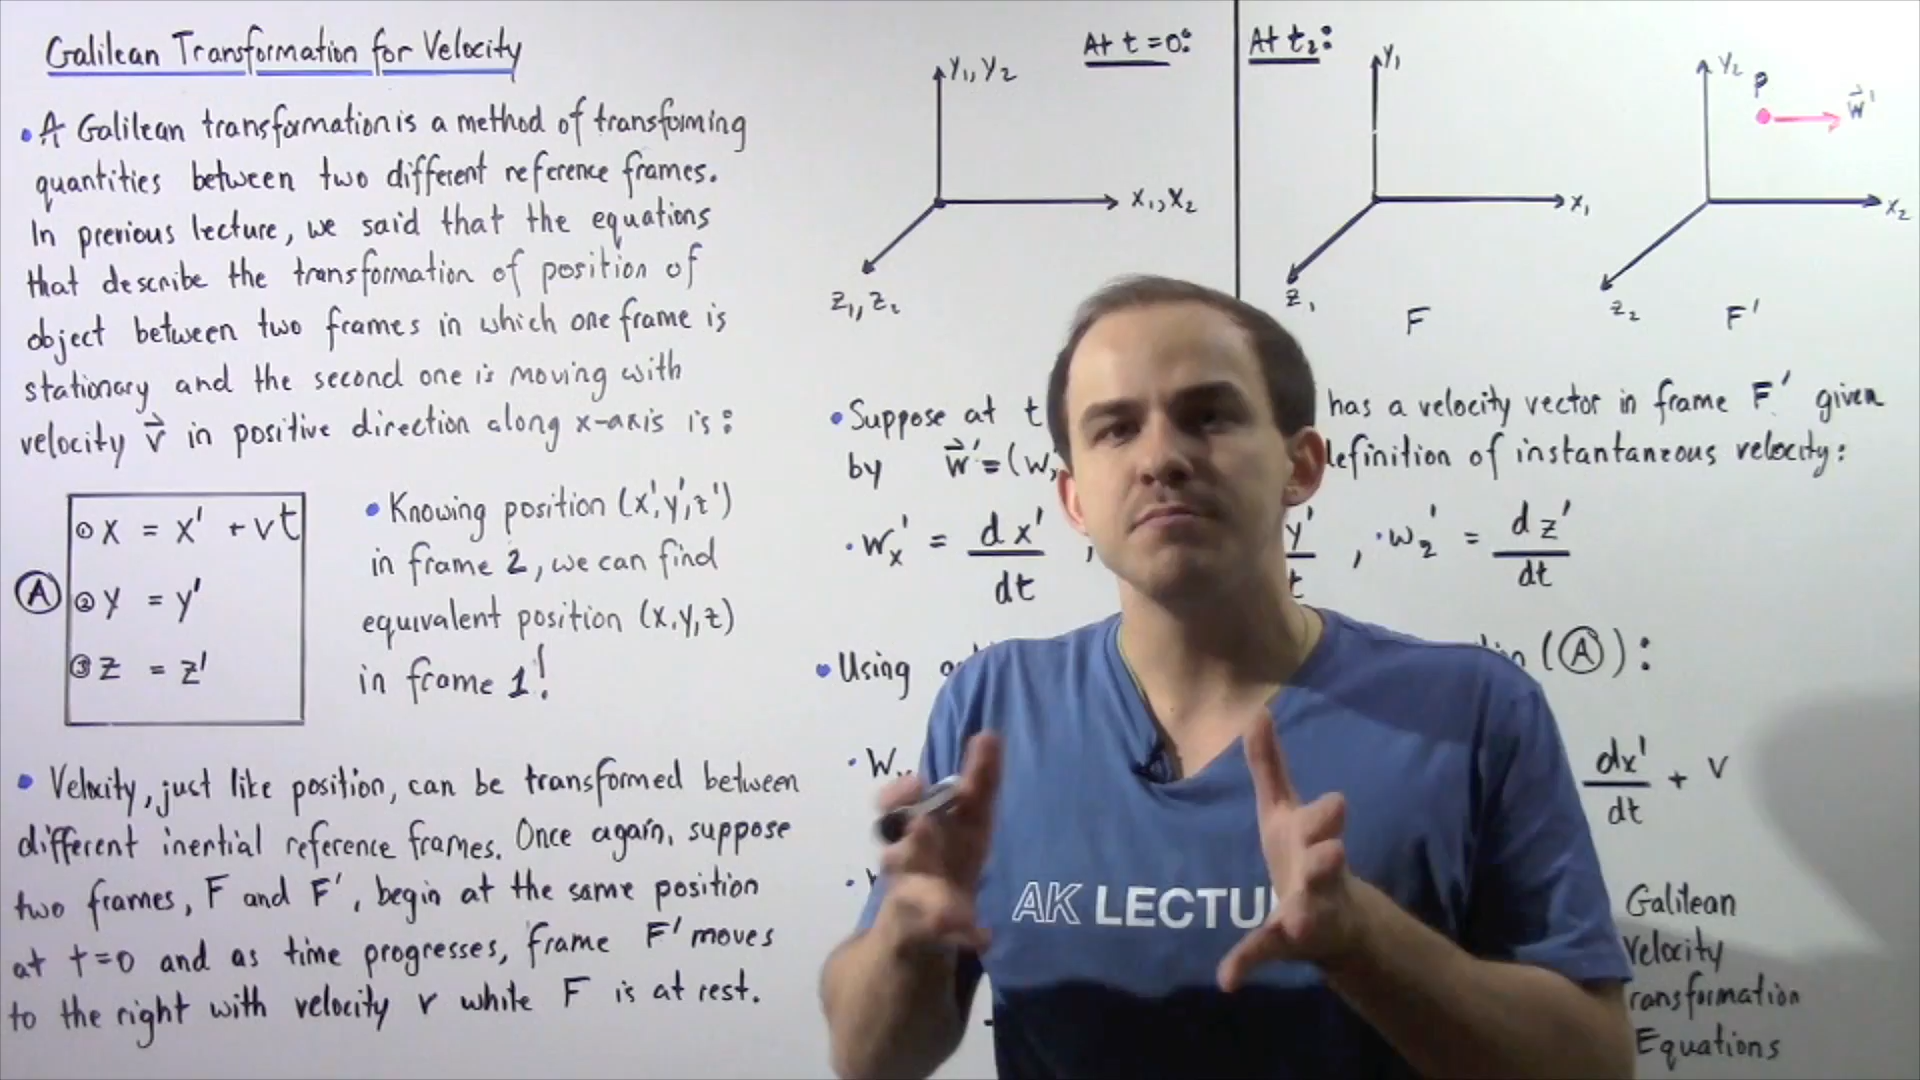 Galilean Transformation for Velocity
• A Galilean transformation is a method of transforming
quantities between two different reference frames.
In previous lecture, we said that the equations
that describe the transformation of position of
object between two frames in which one frame is
stationary and the second one is moving with
velocity v⃗ in positive direction along x-axis is:
A
① x = x' + vt
② y = y'
③ z = z'
• Knowing position (x',y',z')
in frame 2, we can find
equivalent position (x,y,z)
in frame 1!
• Velocity, just like position, can be transformed between
different inertial reference frames. Once again, suppose
two frames, F and F', begin at the same position
at t=0 and as time progresses, frame F' moves
to the right with velocity v while F is at rest.
At t=0:
y₁, y₂
x₁, x₂
z₁, z₂
At t₂:
y₁
x₁
z₁
F
y₂
P
w⃗'
x₂
z₂
F'
• Suppose at t has a velocity vector in frame F' given
by w⃗' = (w definition of instantaneous velocity:
• wx' = dx'/dt , y'/t , • w2' = dz'/dt
• Using (A):
• W dx'/dt + v
Galilean
Velocity
ransformation
Equations
AK LECTU